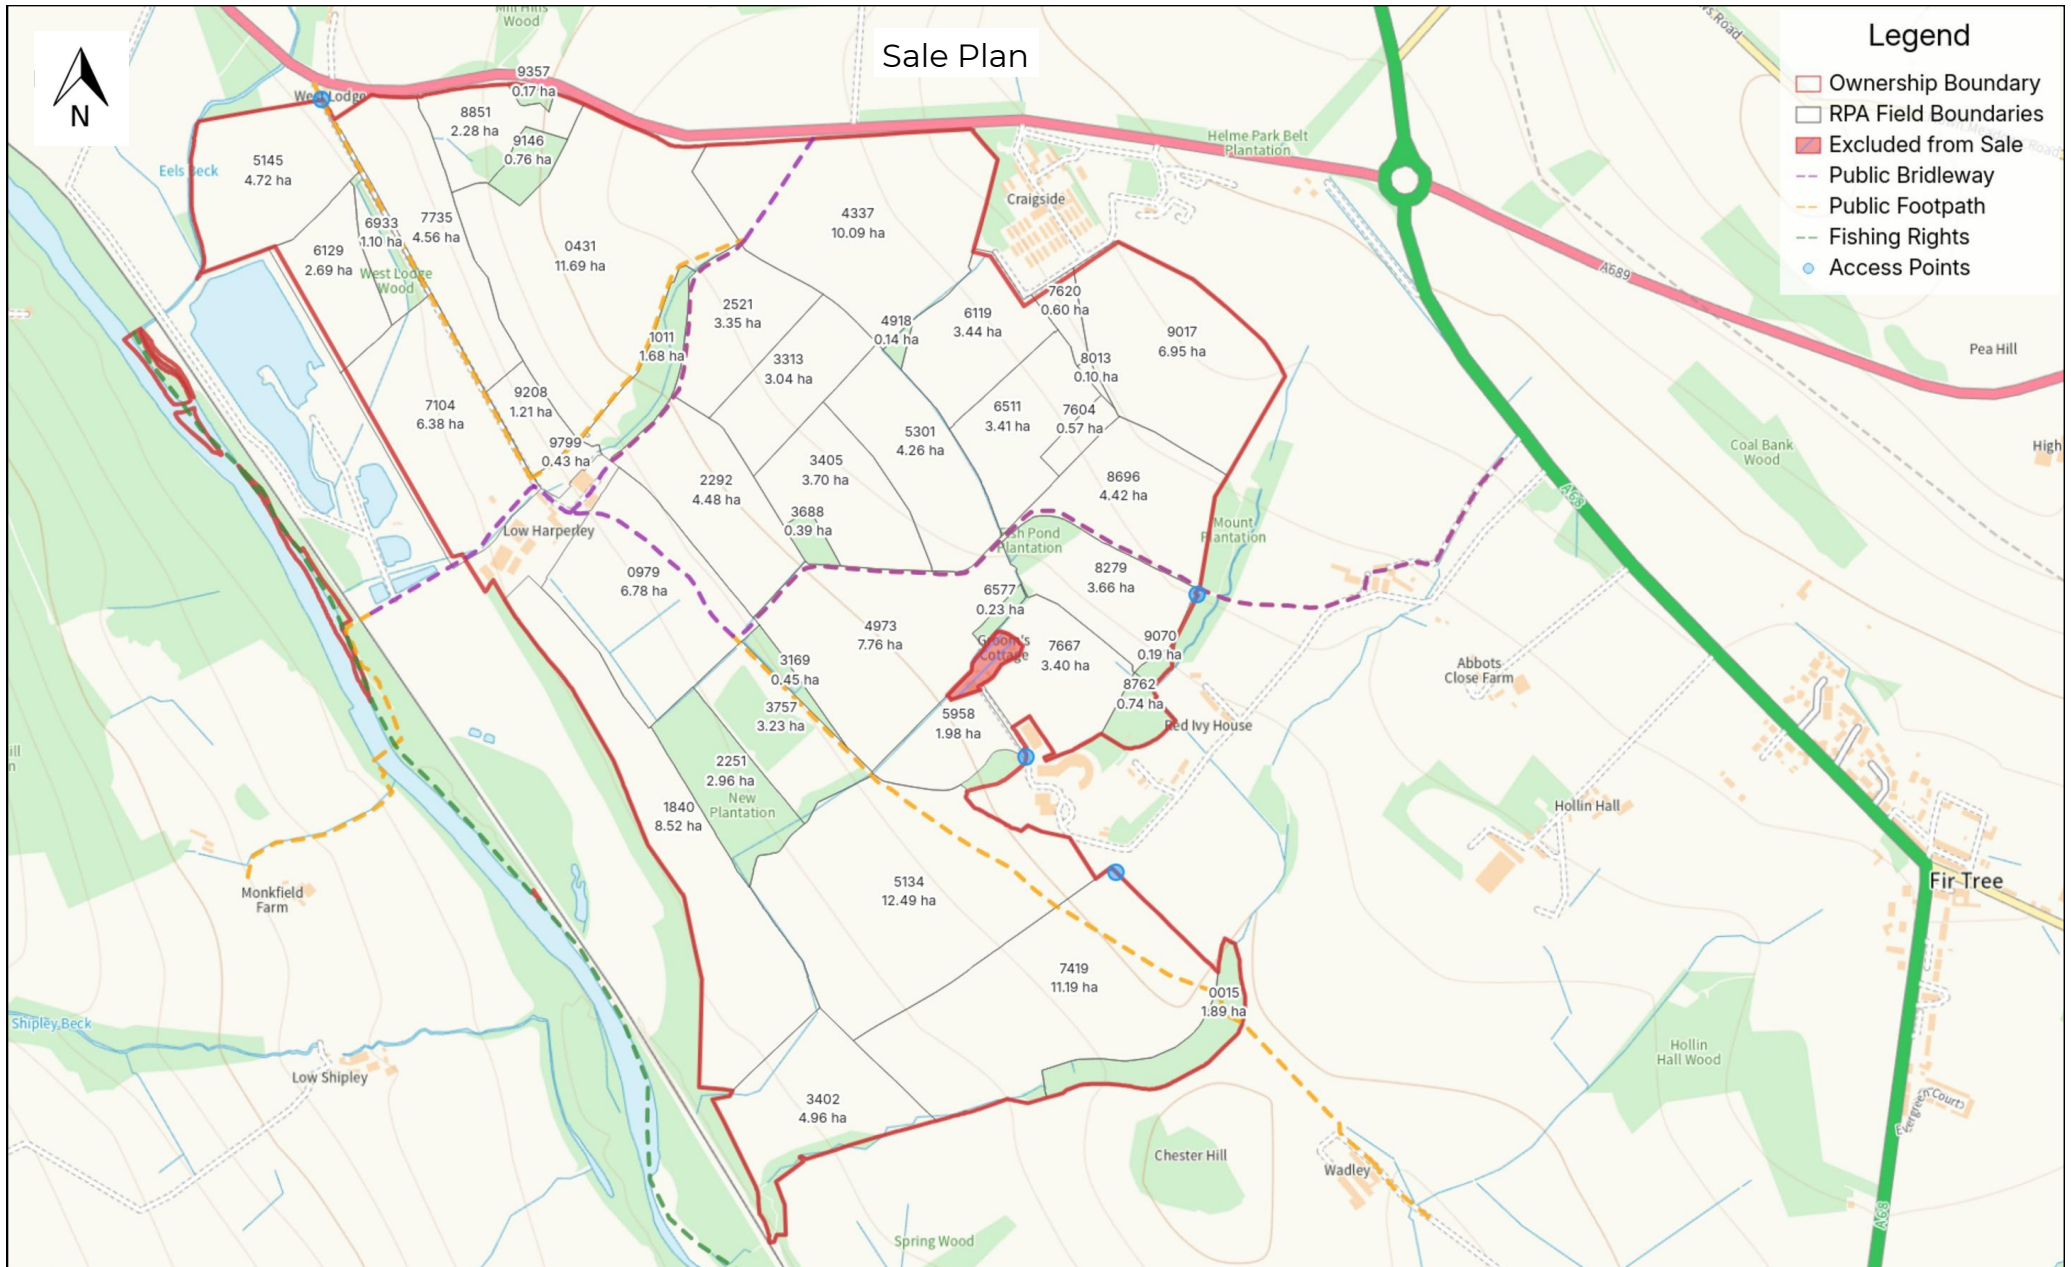 Sale Plan
N
Legend
Ownership Boundary
RPA Field Boundaries
Excluded from Sale
Public Bridleway
Public Footpath
Fishing Rights
Access Points
Mill Hills
Wood
West Lodge
Eels Beck
9357
0.17 ha
8851
2.28 ha
9146
0.76 ha
5145
4.72 ha
6933
1.10 ha
7735
4.56 ha
6129
2.69 ha
West Lodge
Wood
0431
11.69 ha
4337
10.09 ha
Craigside
Helme Park Belt
Plantation
A689
Pea Hill
2521
3.35 ha
4918
0.14 ha
6119
3.44 ha
7620
0.60 ha
9017
6.95 ha
1011
1.68 ha
3313
3.04 ha
8013
0.10 ha
7104
6.38 ha
9208
1.21 ha
9799
0.43 ha
5301
4.26 ha
6511
3.41 ha
7604
0.57 ha
2292
4.48 ha
3405
3.70 ha
8696
4.42 ha
Coal Bank
Wood
High
A68
3688
0.39 ha
Low Harperley
Fish Pond
Plantation
Mount
Plantation
0979
6.78 ha
8279
3.66 ha
6577
0.23 ha
4973
7.76 ha
Groom's
Cottage
7667
3.40 ha
9070
0.19 ha
3169
0.45 ha
8762
0.74 ha
Abbots
Close Farm
3757
3.23 ha
5958
1.98 ha
Red Ivy House
2251
2.96 ha
New
Plantation
1840
8.52 ha
Hollin Hall
Monkfield
Farm
5134
12.49 ha
Fir Tree
7419
11.19 ha
0015
1.89 ha
Shipley Beck
Low Shipley
Hollin
Hall Wood
3402
4.96 ha
Evergreen Court
Chester Hill
Wadley
A68
Spring Wood